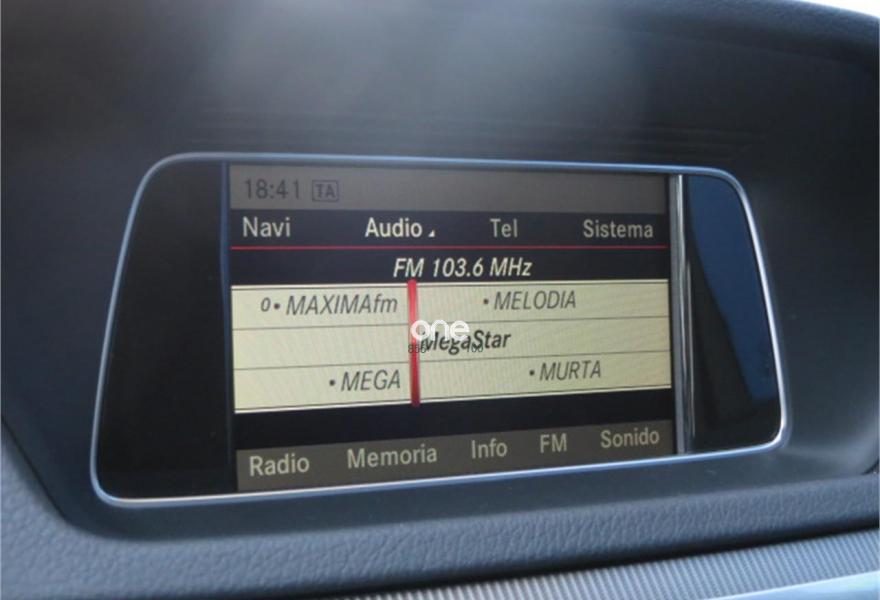 18:41 TA
Navi Audio Tel Sistema
FM 103.6 MHz
0 • MAXIMAfm • MELODIA
one
MegaStar
• MEGA • MURTA
Radio Memoria Info FM Sonido